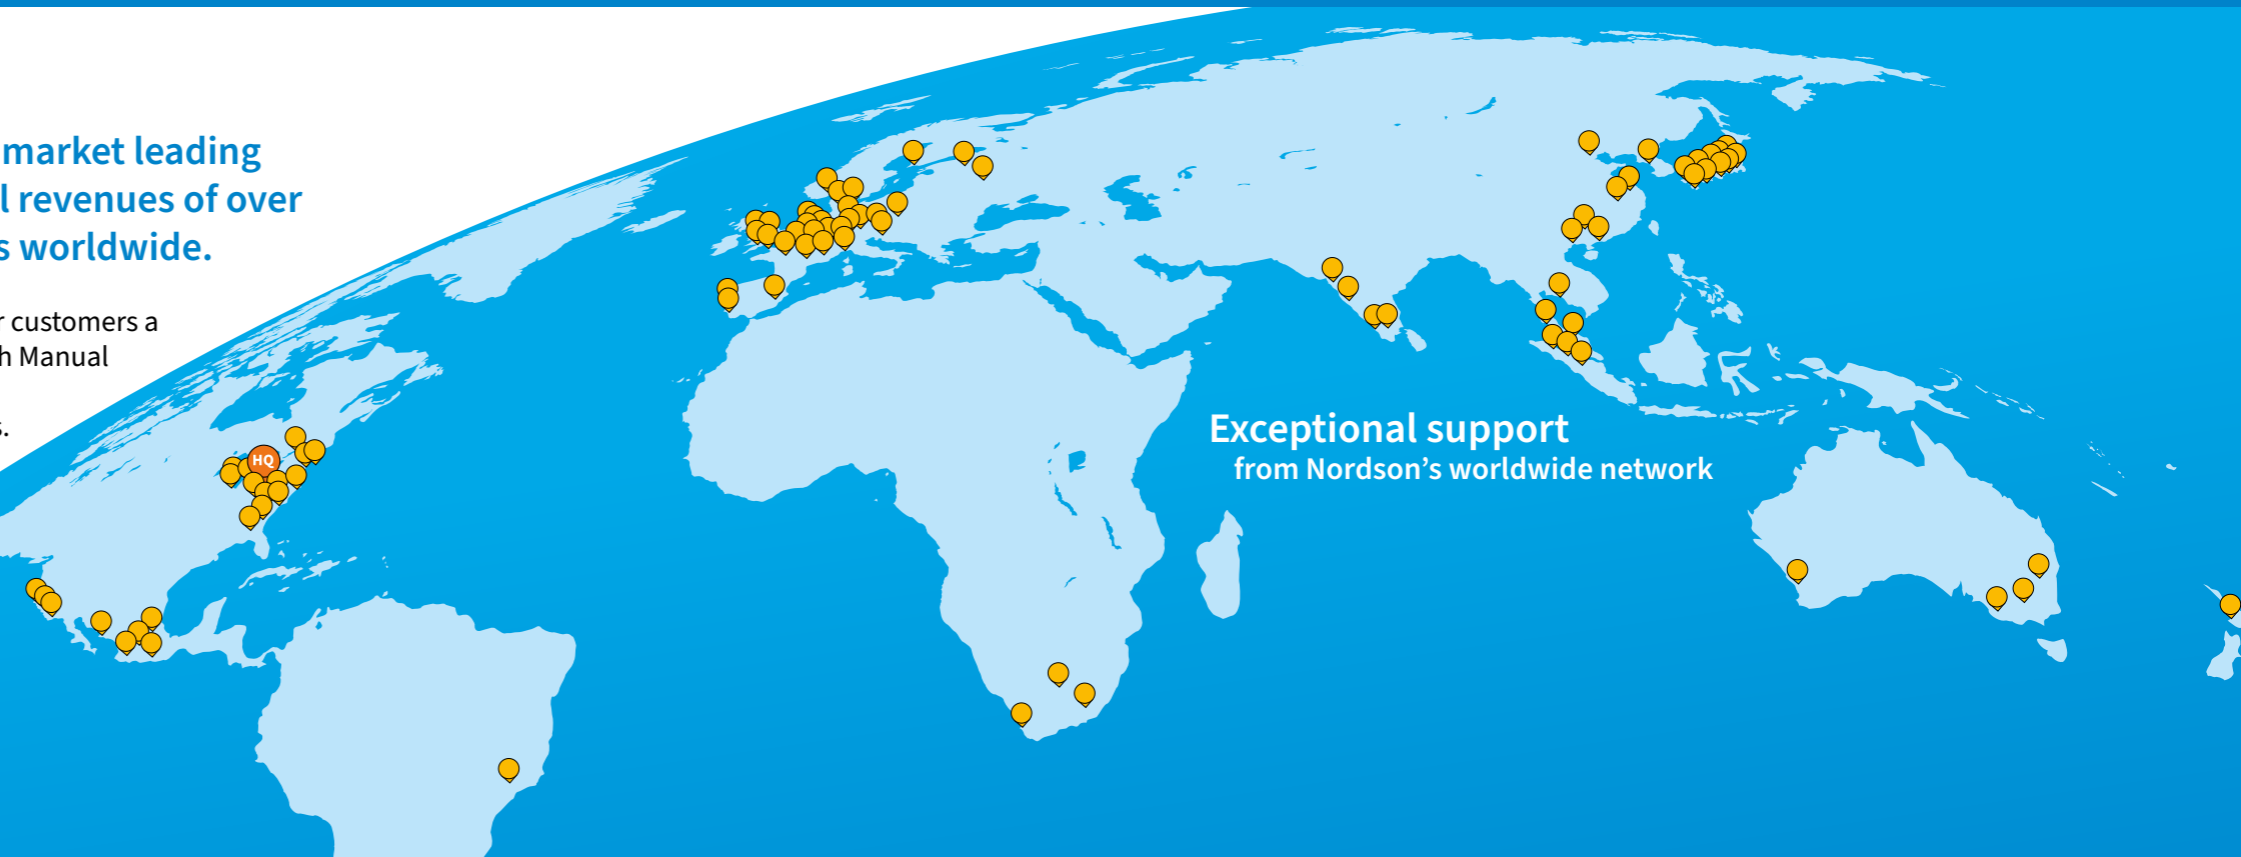 market leading
l revenues of over
s worldwide.
r customers a
h Manual
s.
HQ
Exceptional support
from Nordson’s worldwide network